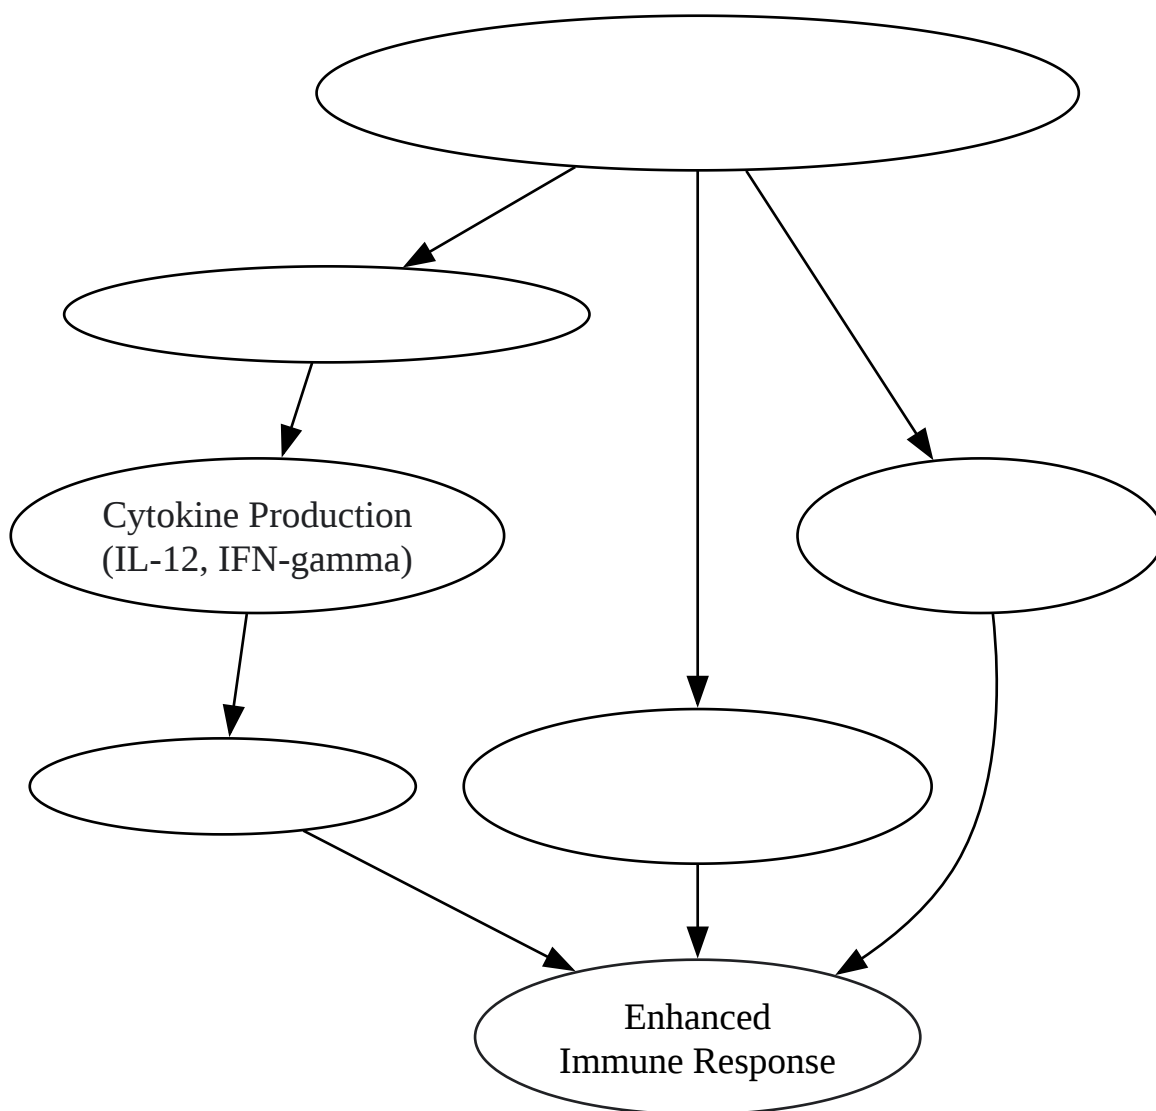 Cytokine Production
(IL-12, IFN-gamma)
Enhanced
Immune Response